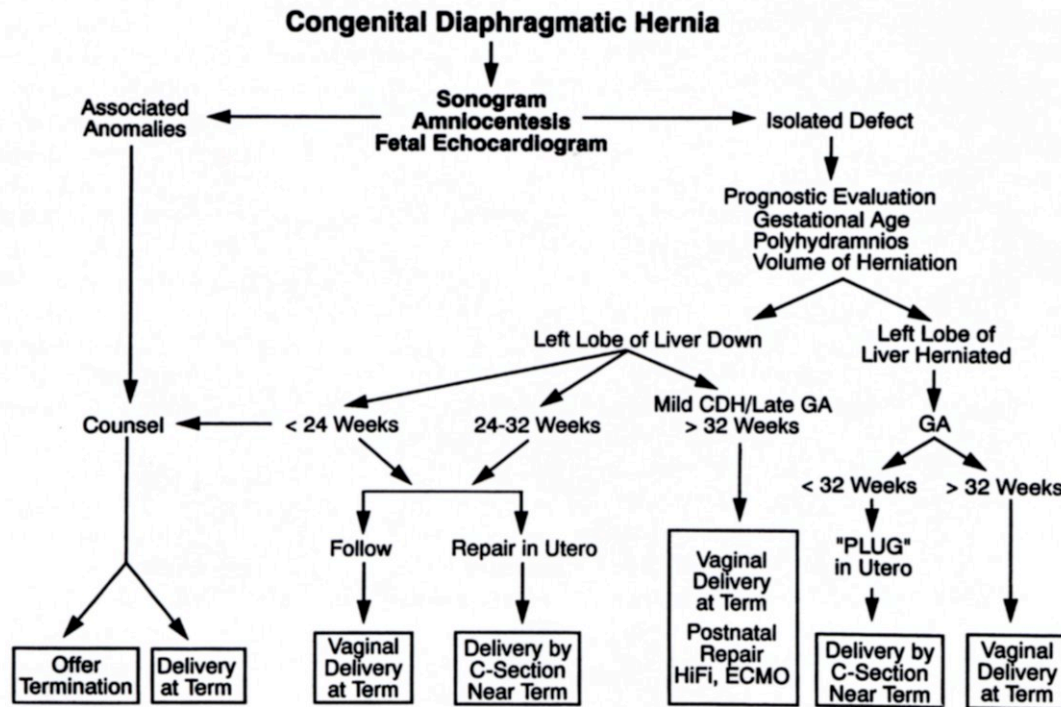 Congenital Diaphragmatic Hernia
Sonogram
Amniocentesis
Fetal Echocardiogram
Associated
Anomalies
Isolated Defect
Prognostic Evaluation
Gestational Age
Polyhydramnios
Volume of Herniation
Left Lobe of Liver Down
Left Lobe of
Liver Herniated
Counsel
< 24 Weeks
24-32 Weeks
Mild CDH/Late GA
> 32 Weeks
GA
< 32 Weeks
> 32 Weeks
Follow
Repair in Utero
"PLUG"
in Utero
Offer
Termination
Delivery
at Term
Vaginal
Delivery
at Term
Delivery by
C-Section
Near Term
Vaginal
Delivery
at Term
Postnatal
Repair
HiFi, ECMO
Delivery by
C-Section
Near Term
Vaginal
Delivery
at Term